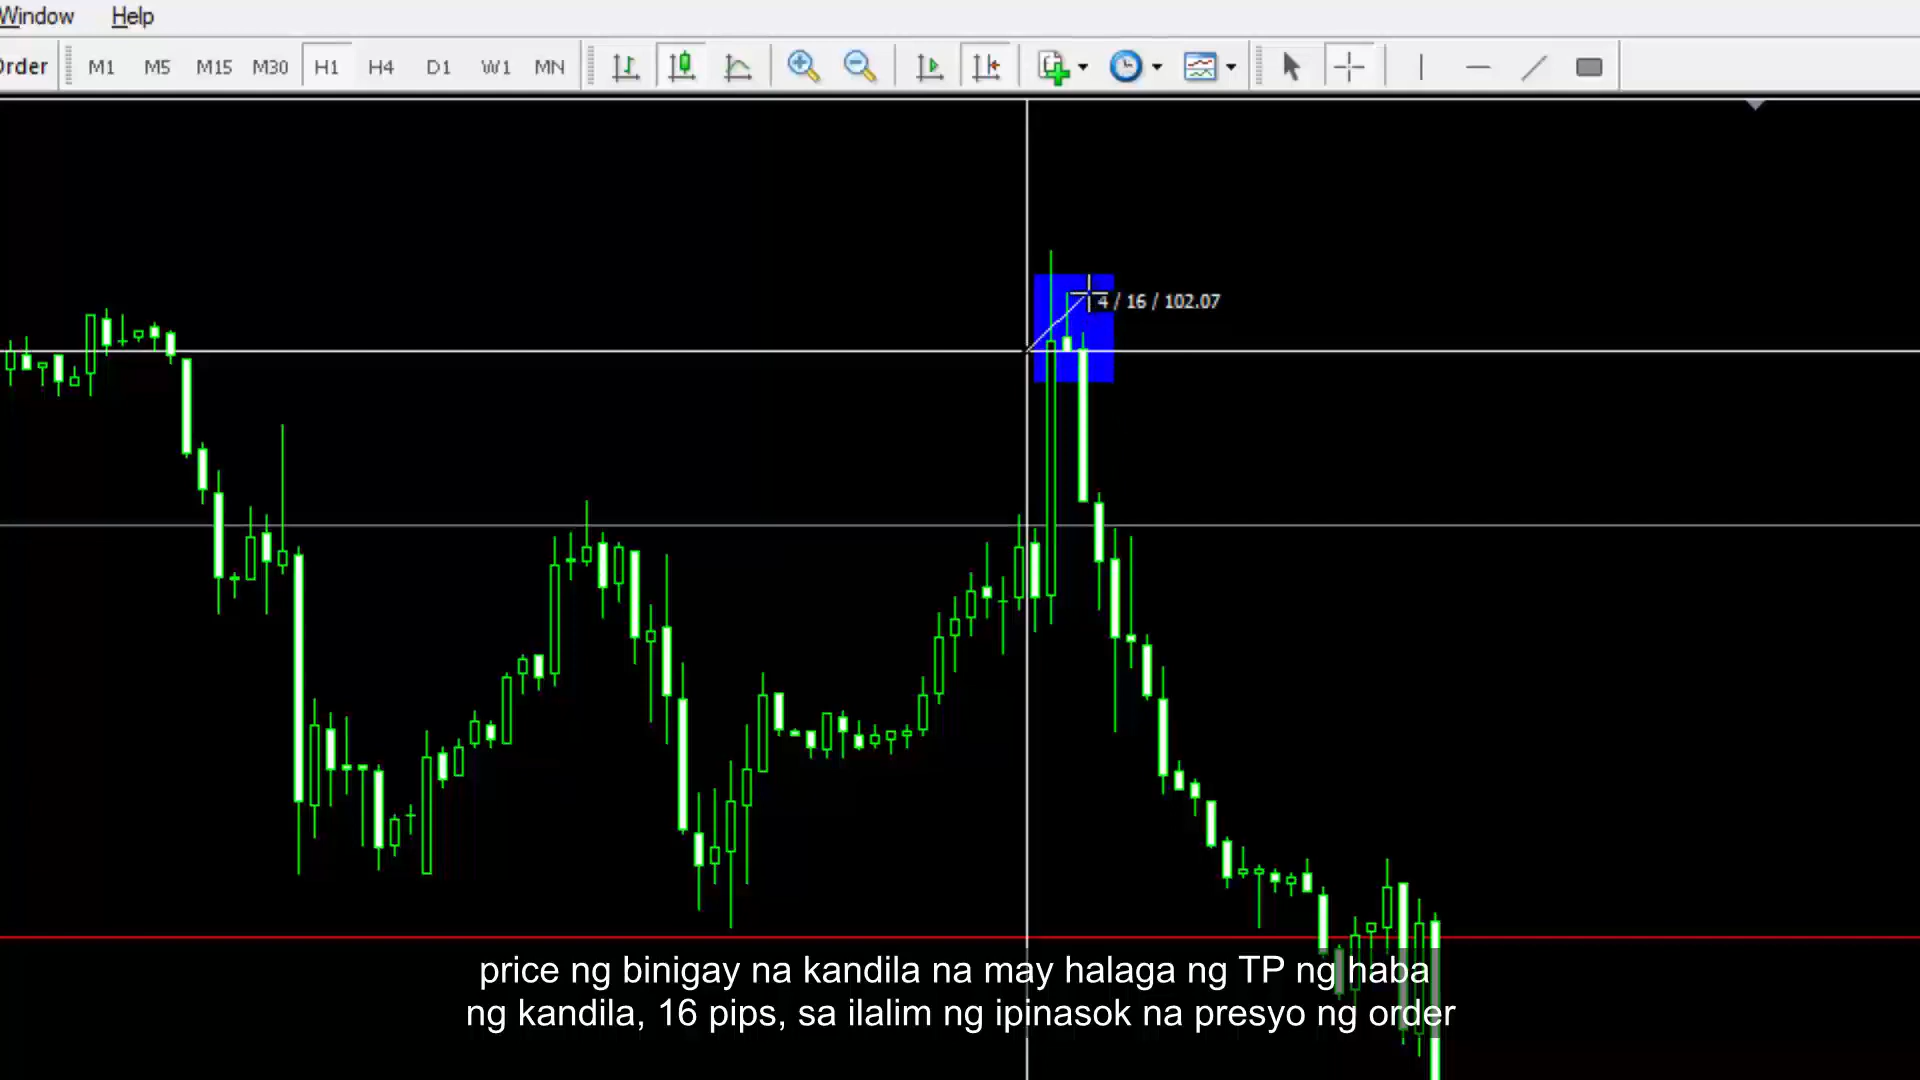 Window Help
Order M1 M5 M15 M30 H1 H4 D1 W1 MN
4 / 16 / 102.07
price ng binigay na kandila na may halaga ng TP ng haba
ng kandila, 16 pips, sa ilalim ng ipinasok na presyo ng order